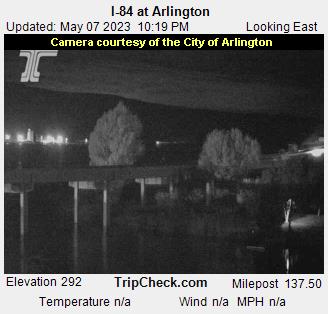 I-84 at Arlington
Updated: May 07 2023 10:19 PM Looking East
Camera courtesy of the City of Arlington
Elevation 292 TripCheck.com Milepost 137.50
Temperature n/a Wind n/a MPH n/a